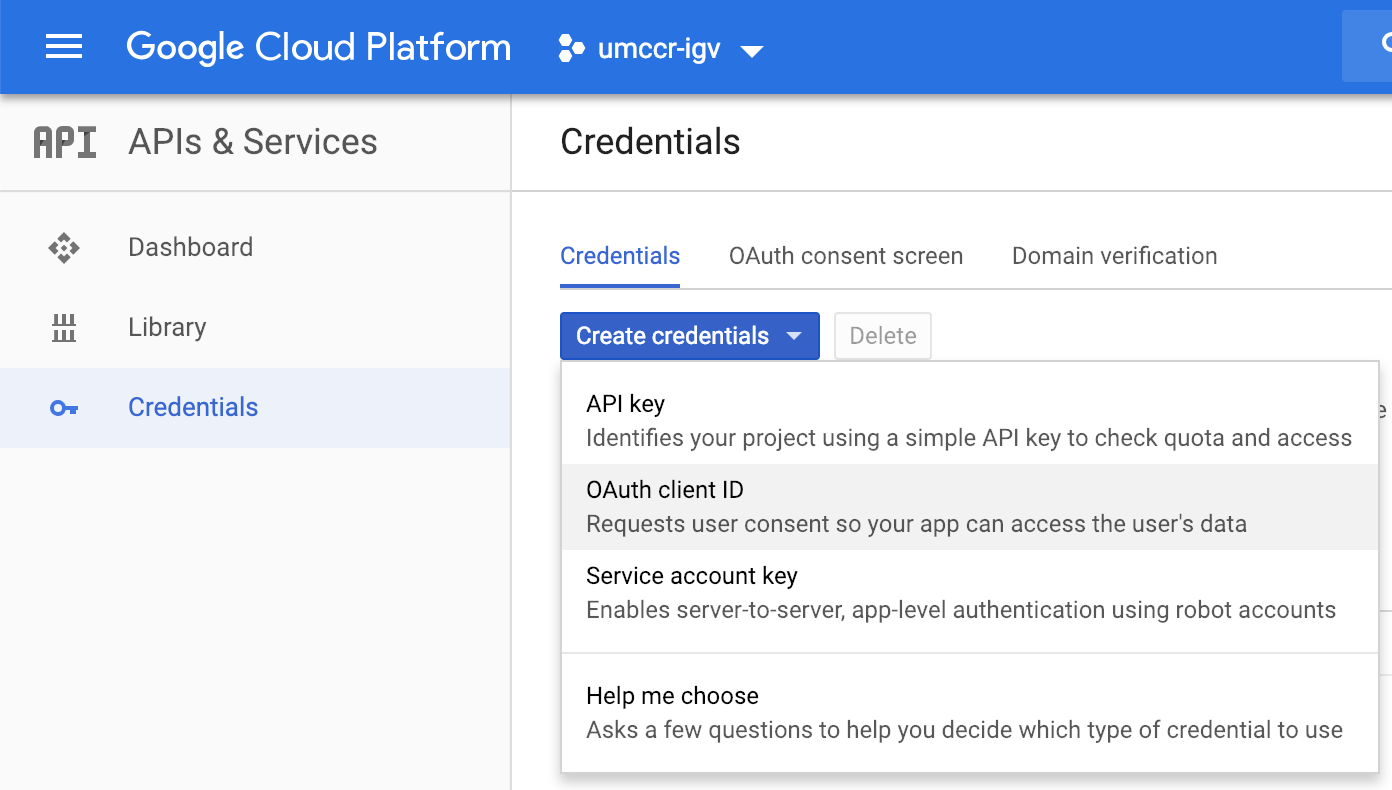 Google Cloud Platform
umccr-igv
API
APIs & Services
Credentials
Dashboard
Library
Credentials
Credentials
OAuth consent screen
Domain verification
Create credentials
Delete
API key
Identifies your project using a simple API key to check quota and access
OAuth client ID
Requests user consent so your app can access the user's data
Service account key
Enables server-to-server, app-level authentication using robot accounts
Help me choose
Asks a few questions to help you decide which type of credential to use